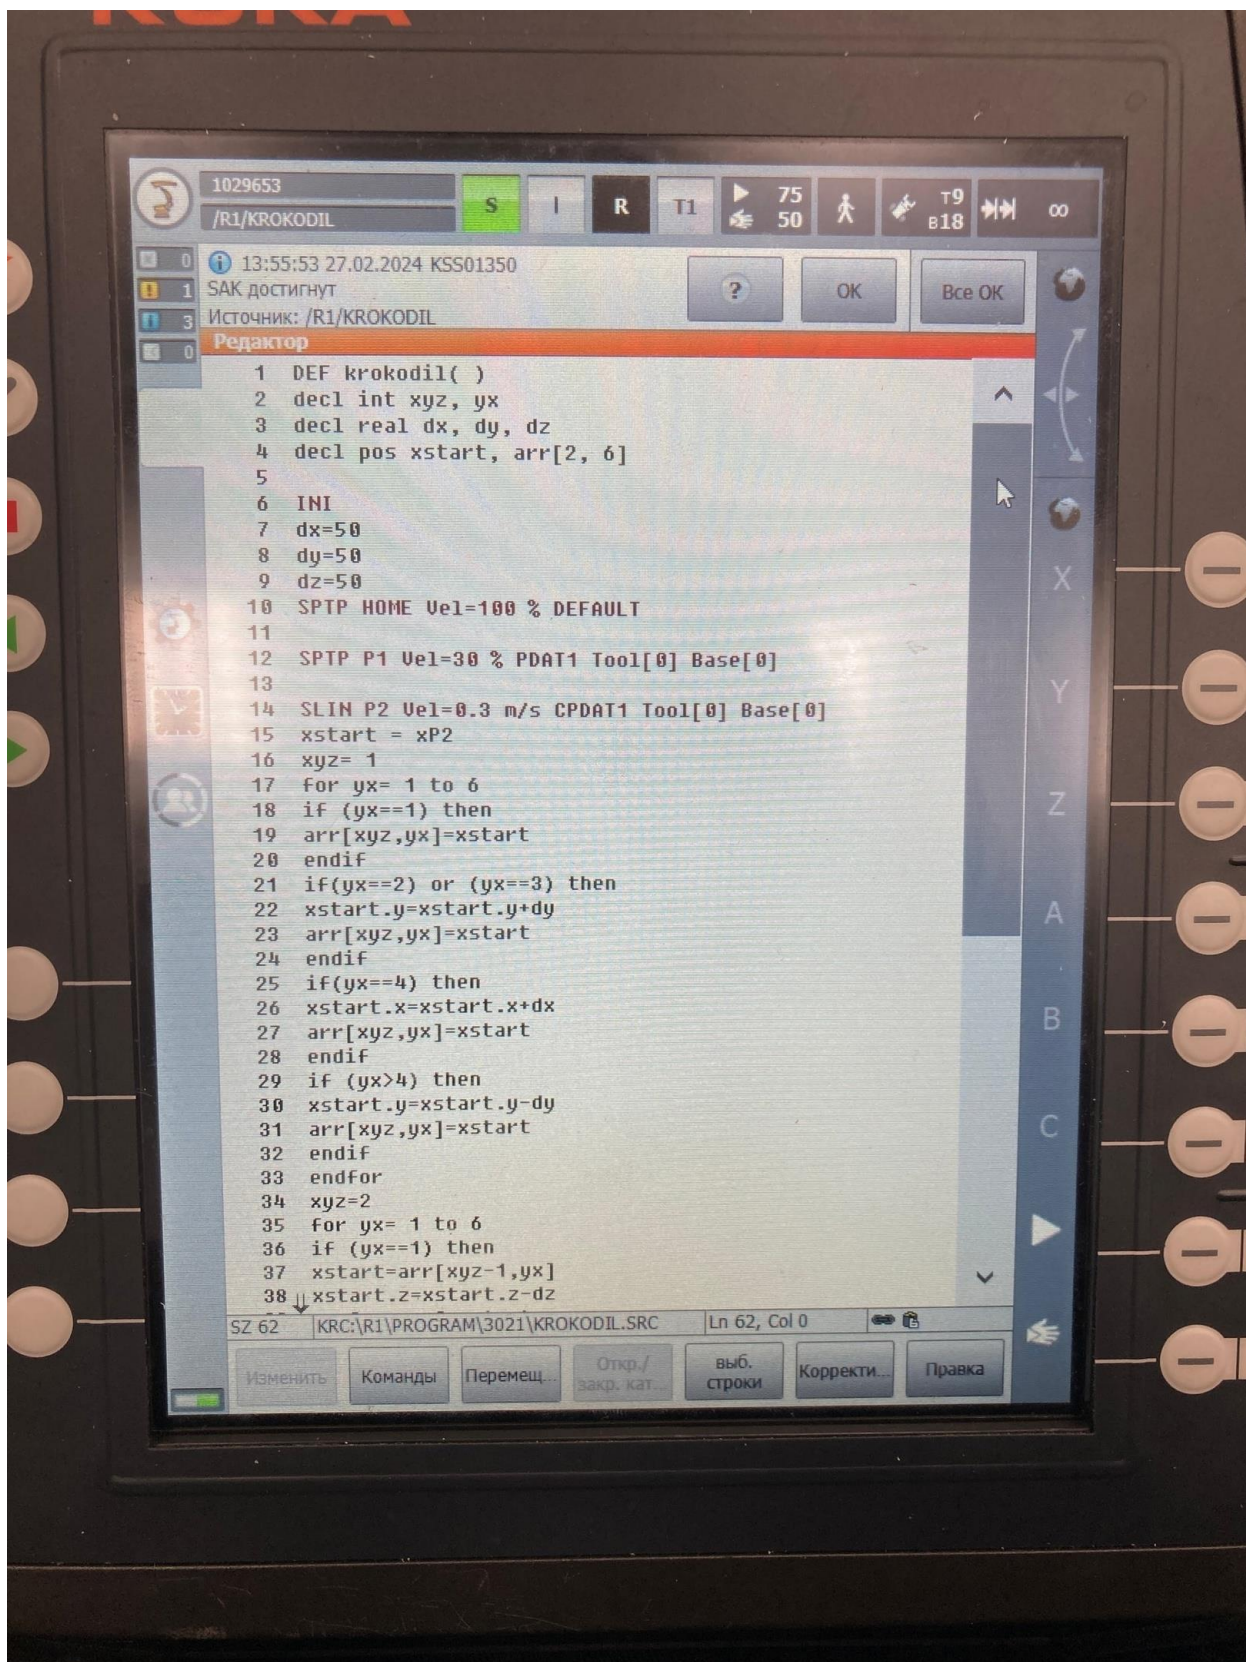 KUKA
1029653
/R1/KROKODIL
S I R T1 75 50 T9 B18 ∞
0
1
3
0
13:55:53 27.02.2024 KSS01350
SAK достигнут
Источник: /R1/KROKODIL
? OK Все OK
Редактор
1 DEF krokodil( )
2 decl int xyz, yx
3 decl real dx, dy, dz
4 decl pos xstart, arr[2, 6]
5
6 INI
7 dx=50
8 dy=50
9 dz=50
10 SPTP HOME Vel=100 % DEFAULT
11
12 SPTP P1 Vel=30 % PDAT1 Tool[0] Base[0]
13
14 SLIN P2 Vel=0.3 m/s CPDAT1 Tool[0] Base[0]
15 xstart = xP2
16 xyz= 1
17 for yx= 1 to 6
18 if (yx==1) then
19 arr[xyz,yx]=xstart
20 endif
21 if(yx==2) or (yx==3) then
22 xstart.y=xstart.y+dy
23 arr[xyz,yx]=xstart
24 endif
25 if(yx==4) then
26 xstart.x=xstart.x+dx
27 arr[xyz,yx]=xstart
28 endif
29 if (yx>4) then
30 xstart.y=xstart.y-dy
31 arr[xyz,yx]=xstart
32 endif
33 endfor
34 xyz=2
35 for yx= 1 to 6
36 if (yx==1) then
37 xstart=arr[xyz-1,yx]
38 xstart.z=xstart.z-dz
X
Y
Z
A
B
C
SZ 62 KRC:\R1\PROGRAM\3021\KROKODIL.SRC Ln 62, Col 0
Изменить Команды Перемещ... Откр./ закр. кат... выб. строки Корректи... Правка